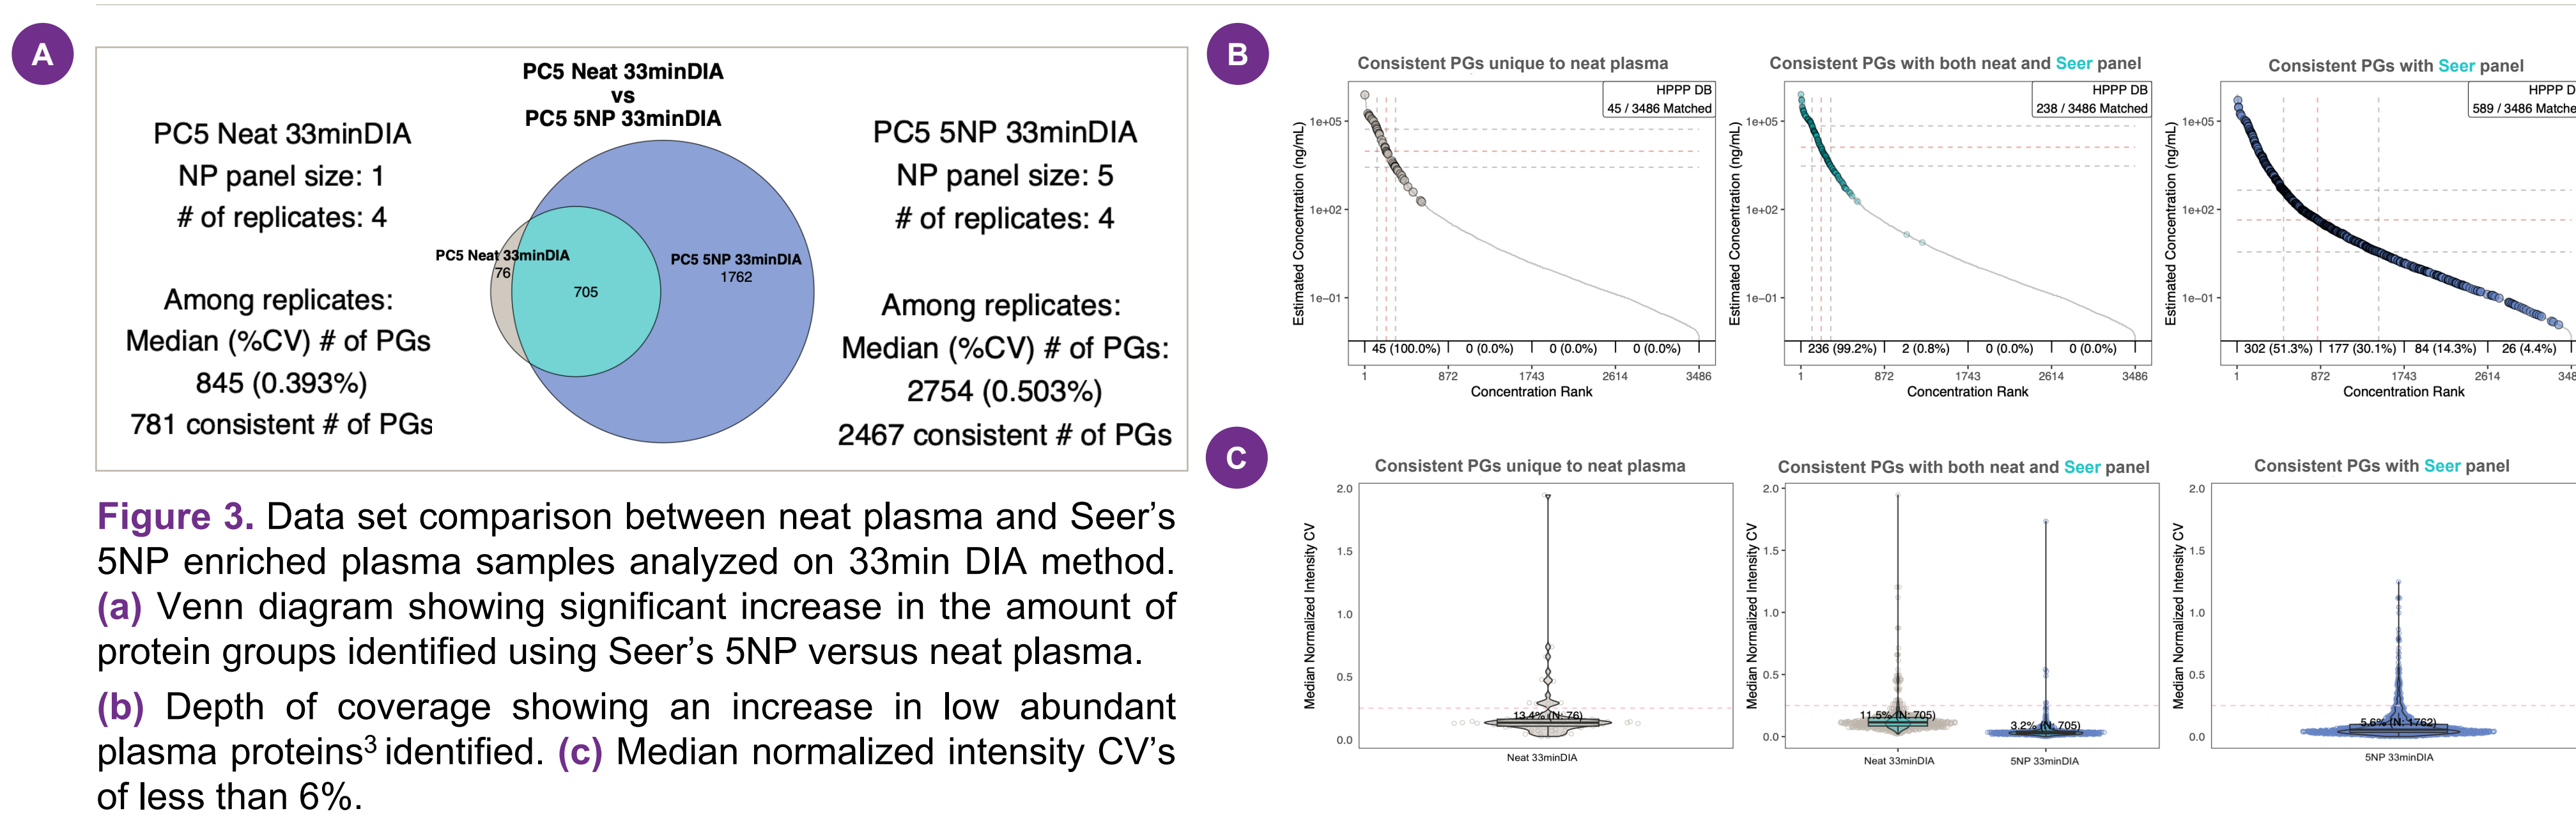 A
PC5 Neat 33minDIA
vs
PC5 5NP 33minDIA
PC5 Neat 33minDIA
NP panel size: 1
# of replicates: 4
Among replicates:
Median (%CV) # of PGs
845 (0.393%)
781 consistent # of PGs
PC5 Neat 33minDIA
76
705
PC5 5NP 33minDIA
1762
PC5 5NP 33minDIA
NP panel size: 5
# of replicates: 4
Among replicates:
Median (%CV) # of PGs:
2754 (0.503%)
2467 consistent # of PGs
Figure 3. Data set comparison between neat plasma and Seer's
5NP enriched plasma samples analyzed on 33min DIA method.
(a) Venn diagram showing significant increase in the amount of
protein groups identified using Seer's 5NP versus neat plasma.
(b) Depth of coverage showing an increase in low abundant
plasma proteins³ identified. (c) Median normalized intensity CV's
of less than 6%.
B
Consistent PGs unique to neat plasma
HPPP DB
45 / 3486 Matched
Estimated Concentration (ng/mL)
1e+05
1e+02
1e−01
45 (100.0%) 0 (0.0%) 0 (0.0%) 0 (0.0%)
1 872 1743 2614 3486
Concentration Rank
Consistent PGs with both neat and Seer panel
HPPP DB
238 / 3486 Matched
Estimated Concentration (ng/mL)
1e+05
1e+02
1e−01
236 (99.2%) 2 (0.8%) 0 (0.0%) 0 (0.0%)
1 872 1743 2614 3486
Concentration Rank
Consistent PGs with Seer panel
HPPP D
589 / 3486 Matche
Estimated Concentration (ng/mL)
1e+05
1e+02
1e−01
302 (51.3%) 177 (30.1%) 84 (14.3%) 26 (4.4%)
1 872 1743 2614 348
Concentration Rank
C
Consistent PGs unique to neat plasma
Median Normalized Intensity CV
2.0
1.5
1.0
0.5
0.0
13.4% (N: 76)
Neat 33minDIA
Consistent PGs with both neat and Seer panel
Median Normalized Intensity CV
2.0
1.5
1.0
0.5
0.0
11.5% (N: 705)
3.2% (N: 705)
Neat 33minDIA 5NP 33minDIA
Consistent PGs with Seer panel
Median Normalized Intensity CV
2.0
1.5
1.0
0.5
0.0
5.6% (N: 1762)
5NP 33minDIA